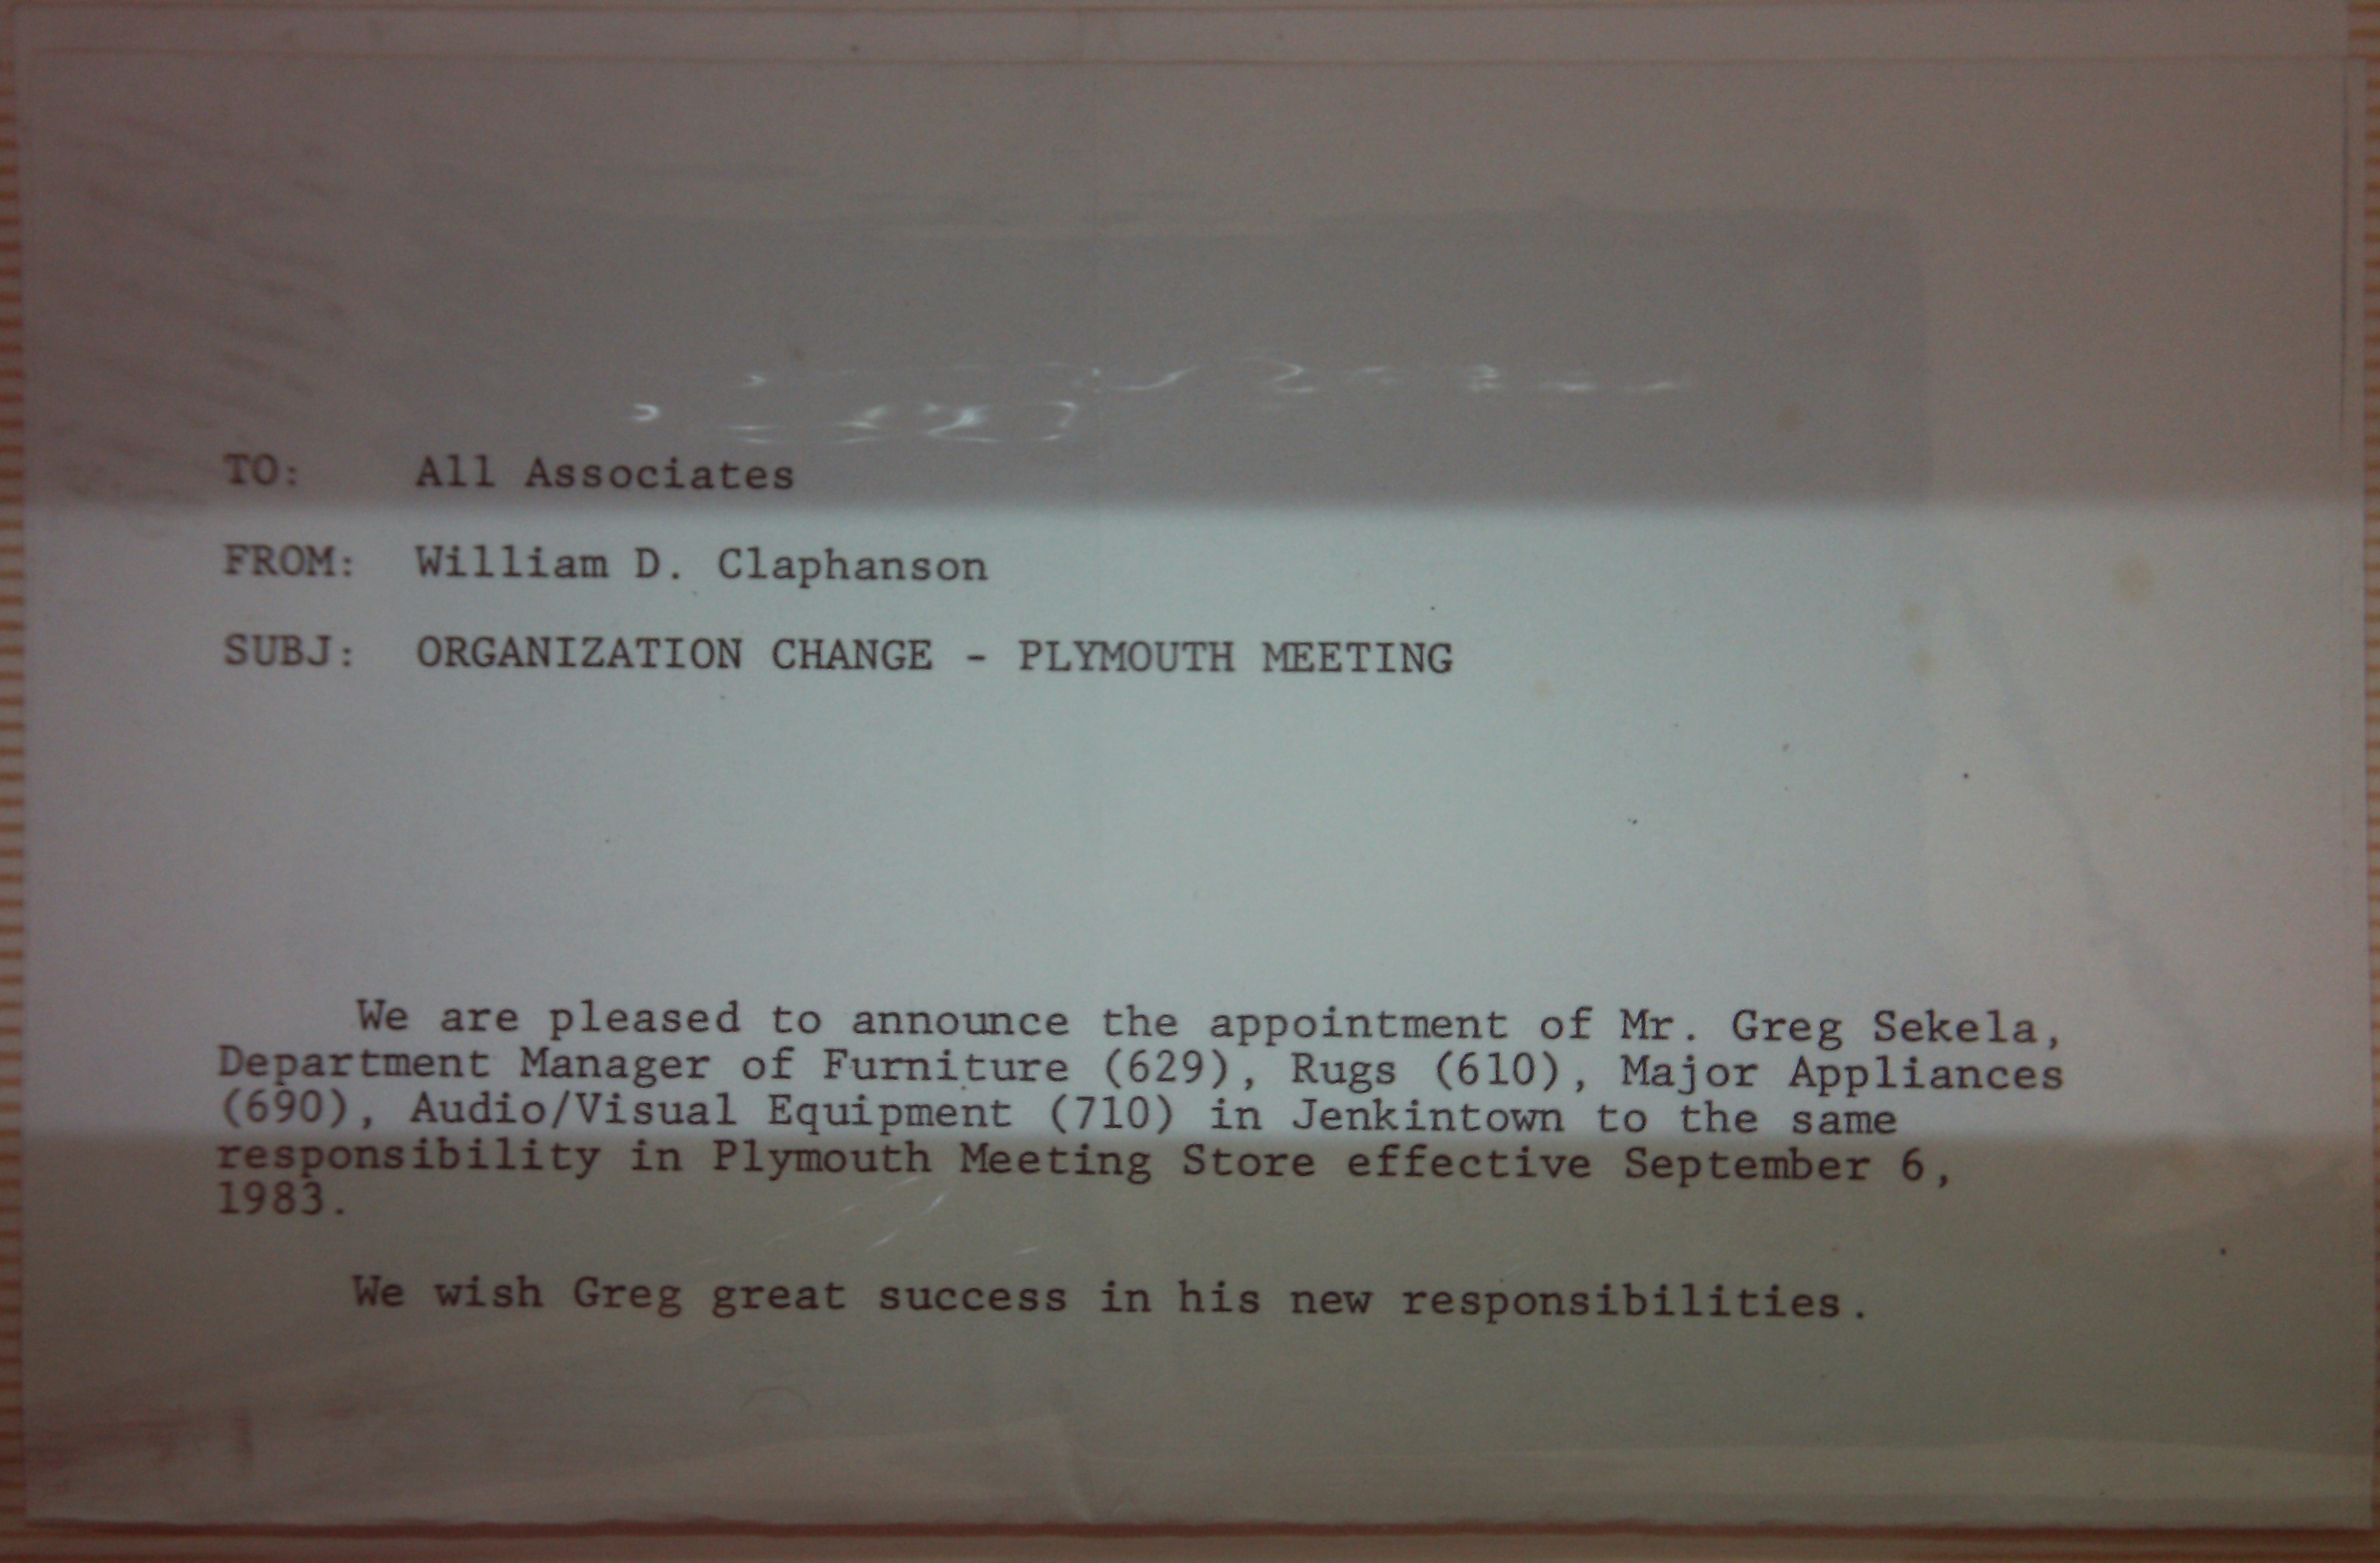 TO: All Associates
FROM: William D. Claphanson
SUBJ: ORGANIZATION CHANGE - PLYMOUTH MEETING
We are pleased to announce the appointment of Mr. Greg Sekela,
Department Manager of Furniture (629), Rugs (610), Major Appliances
(690), Audio/Visual Equipment (710) in Jenkintown to the same
responsibility in Plymouth Meeting Store effective September 6,
1983.
We wish Greg great success in his new responsibilities.